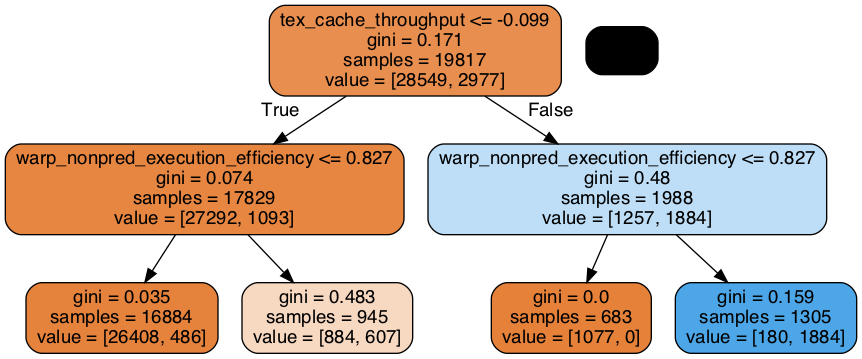 tex_cache_throughput <= -0.099
gini = 0.171
samples = 19817
value = [28549, 2977]
True
False
warp_nonpred_execution_efficiency <= 0.827
gini = 0.074
samples = 17829
value = [27292, 1093]
warp_nonpred_execution_efficiency <= 0.827
gini = 0.48
samples = 1988
value = [1257, 1884]
gini = 0.035
samples = 16884
value = [26408, 486]
gini = 0.483
samples = 945
value = [884, 607]
gini = 0.0
samples = 683
value = [1077, 0]
gini = 0.159
samples = 1305
value = [180, 1884]